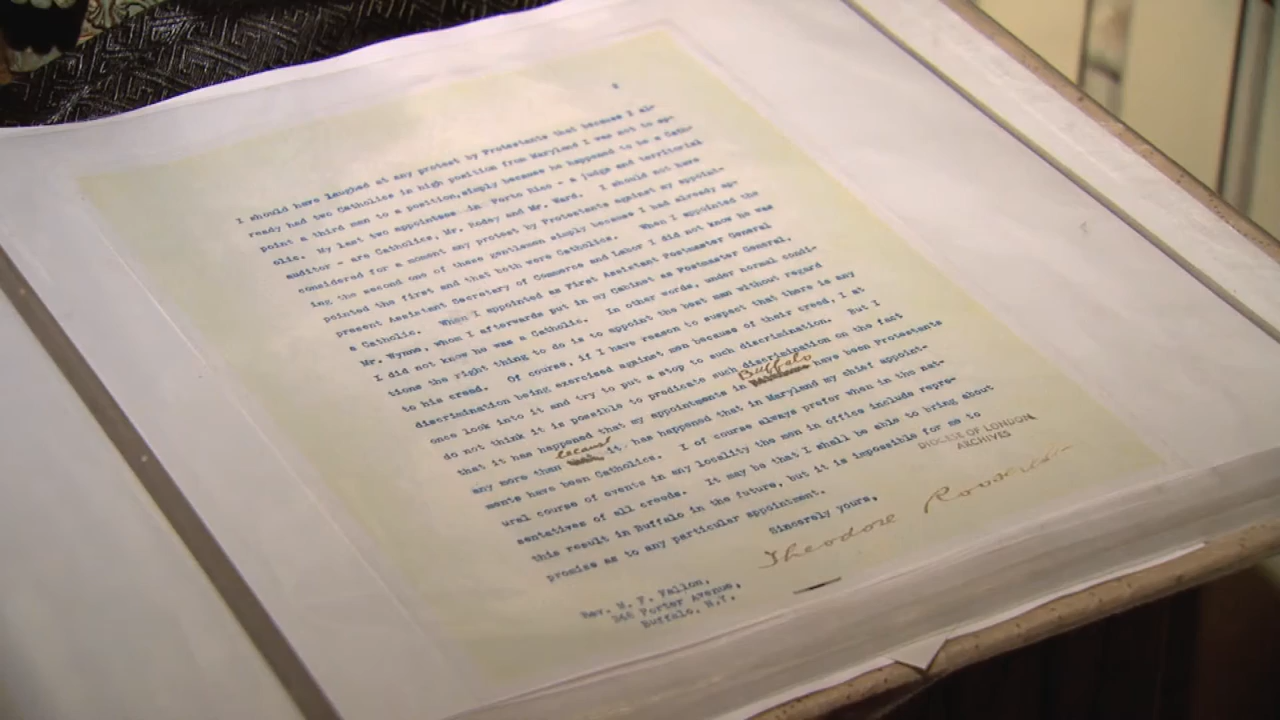 2
I should have laughed at any protest by Protestants that because I al-
ready had two Catholics in high position from Maryland I was not to ap-
point a third man to a position, simply because he happened to be a Cath-
olic. My last two appointees in Porto Rico - a judge and territorial
auditor - are Catholics, Mr. Rodey and Mr. Ward. I should not have
considered for a moment any protest by Protestants against my appoint-
ing the second one of these gentlemen simply because I had already ap-
pointed the first and that both were Catholics. When I appointed the
present Assistant Secretary of Commerce and Labor I did not know he was
a Catholic. When I appointed as First Assistant Postmaster General
Mr. Wynne, whom I afterwards put in my Cabinet as Postmaster General,
I did not know he was a Catholic. In other words, under normal condi-
tions the right thing to do is to appoint the best man without regard
to his creed. Of course, if I have reason to suspect that there is any
discrimination being exercised against men because of their creed, I at
once look into it and try to put a stop to such discrimination. But I
do not think it is possible to predicate such discrimination on the fact
that it has happened that my appointments in Buffalo have been Protestants
any more than because it has happened that in Maryland my chief appoint-
ments have been Catholics. I of course always prefer when in the nat-
ural course of events in any locality the men in office include repre-
sentatives of all creeds. It may be that I shall be able to bring about
this result in Buffalo in the future, but it is impossible for me to
promise as to any particular appointment.
DIOCESE OF LONDON
ARCHIVES
Sincerely yours,
Theodore Roosevelt
Rev. M. F. Fallon,
Porter Avenue,
Buffalo, N.Y.